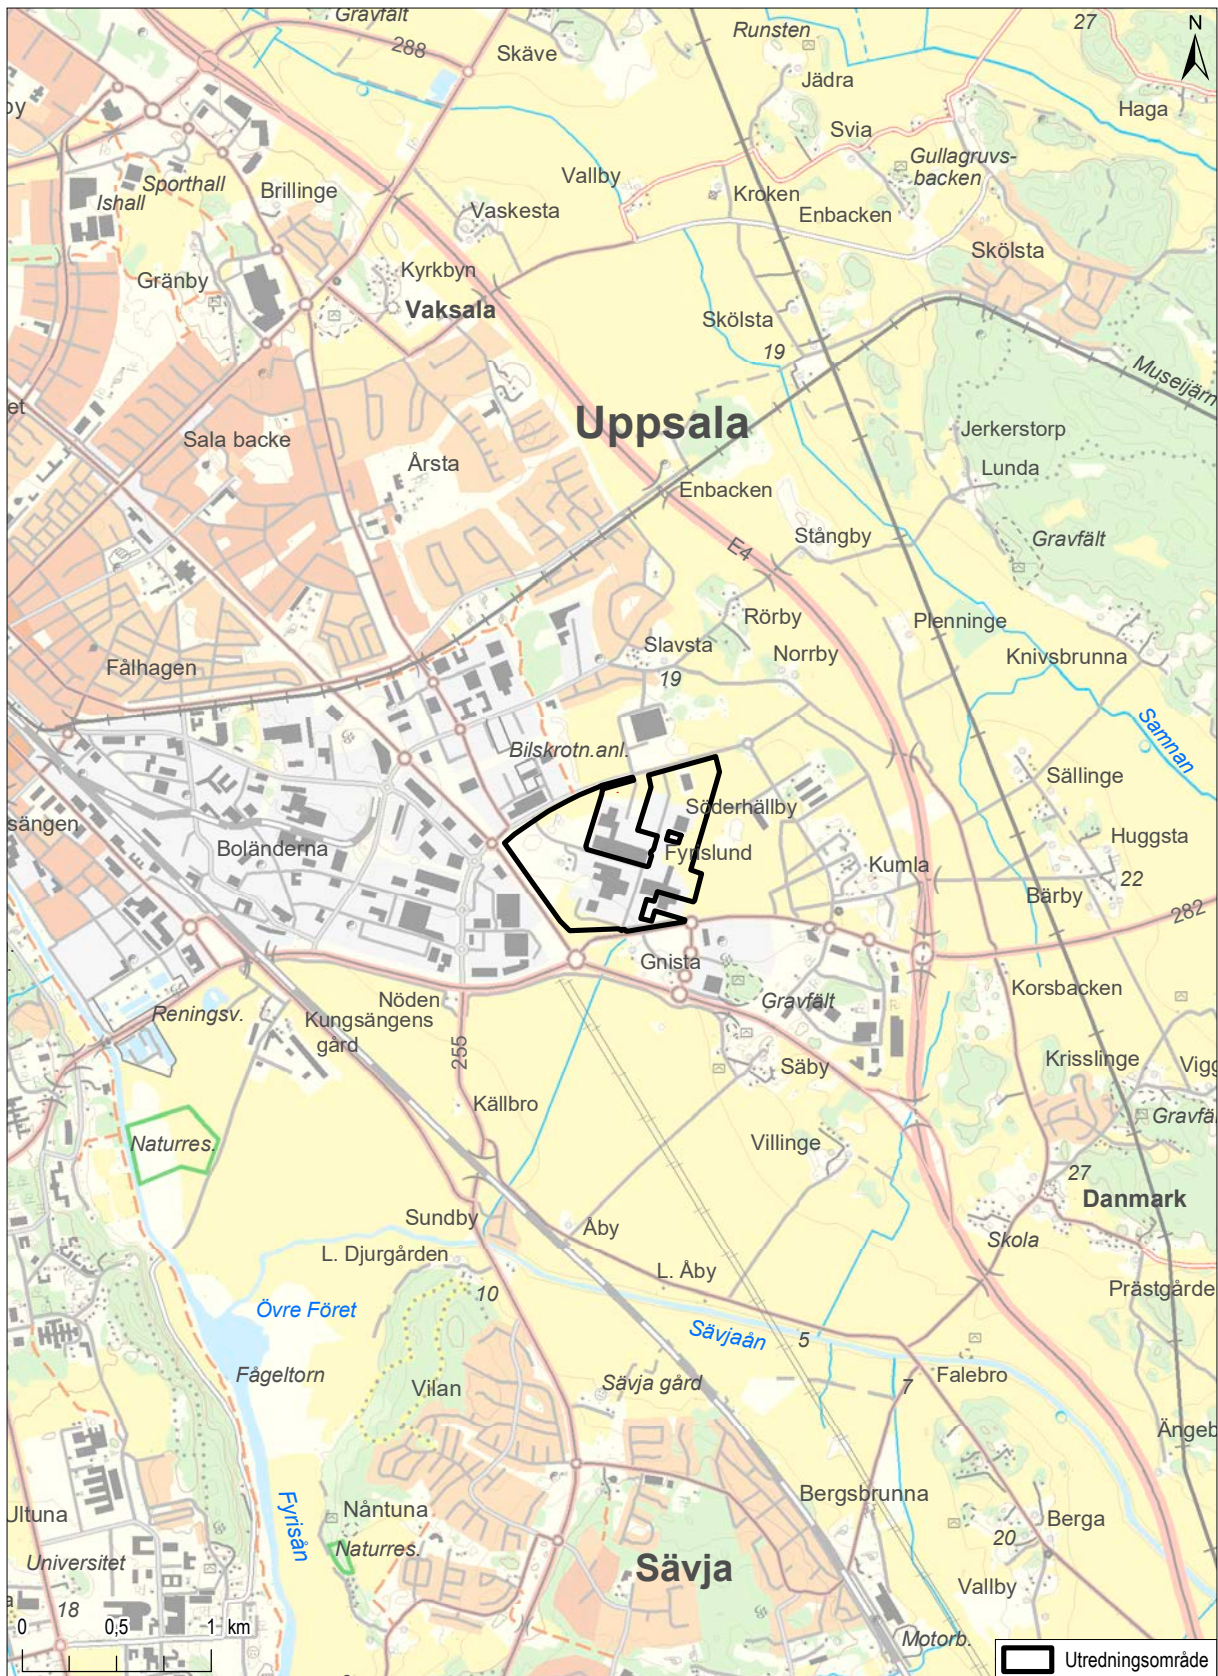 Gravfält
288
Skäve
Runsten
27
N
Jädra
Haga
by
Svia
Sporthall
Ishall
Brillinge
Vallby
Gullagruvs-
backen
Kroken
Vaskesta
Enbacken
Skölsta
Gränby
Kyrkbyn
Vaksala
Skölsta
19
Museijärn
et
Uppsala
Sala backe
Årsta
Jerkerstorp
Lunda
Enbacken
E4
Stångby
Gravfält
Rörby
Plenninge
Fålhagen
Slavsta
19
Norrby
Knivsbrunna
Samnan
Bilskrotn.anl.
Sällinge
sängen
Söderhällby
Boländerna
Fyrislund
Kumla
Huggsta
22
Bärby
282
Gnista
Korsbacken
Nöden
Gravfält
Reningsv.
Kungsängens
gård
255
Säby
Krisslinge
Vigg
Källbro
Gravfä
Naturres.
Villinge
27
Danmark
Sundby
Åby
Skola
L. Djurgården
L. Åby
Prästgårde
10
Övre Föret
Sävjaån
5
Fågeltorn
Vilan
Sävja gård
7
Falebro
Ängeb
Bergsbrunna
Ultuna
Nåntuna
Fyrisån
Berga
20
Universitet
Naturres.
Sävja
Vallby
18
0 0,5 1 km
Motorb.
Utredningsområde